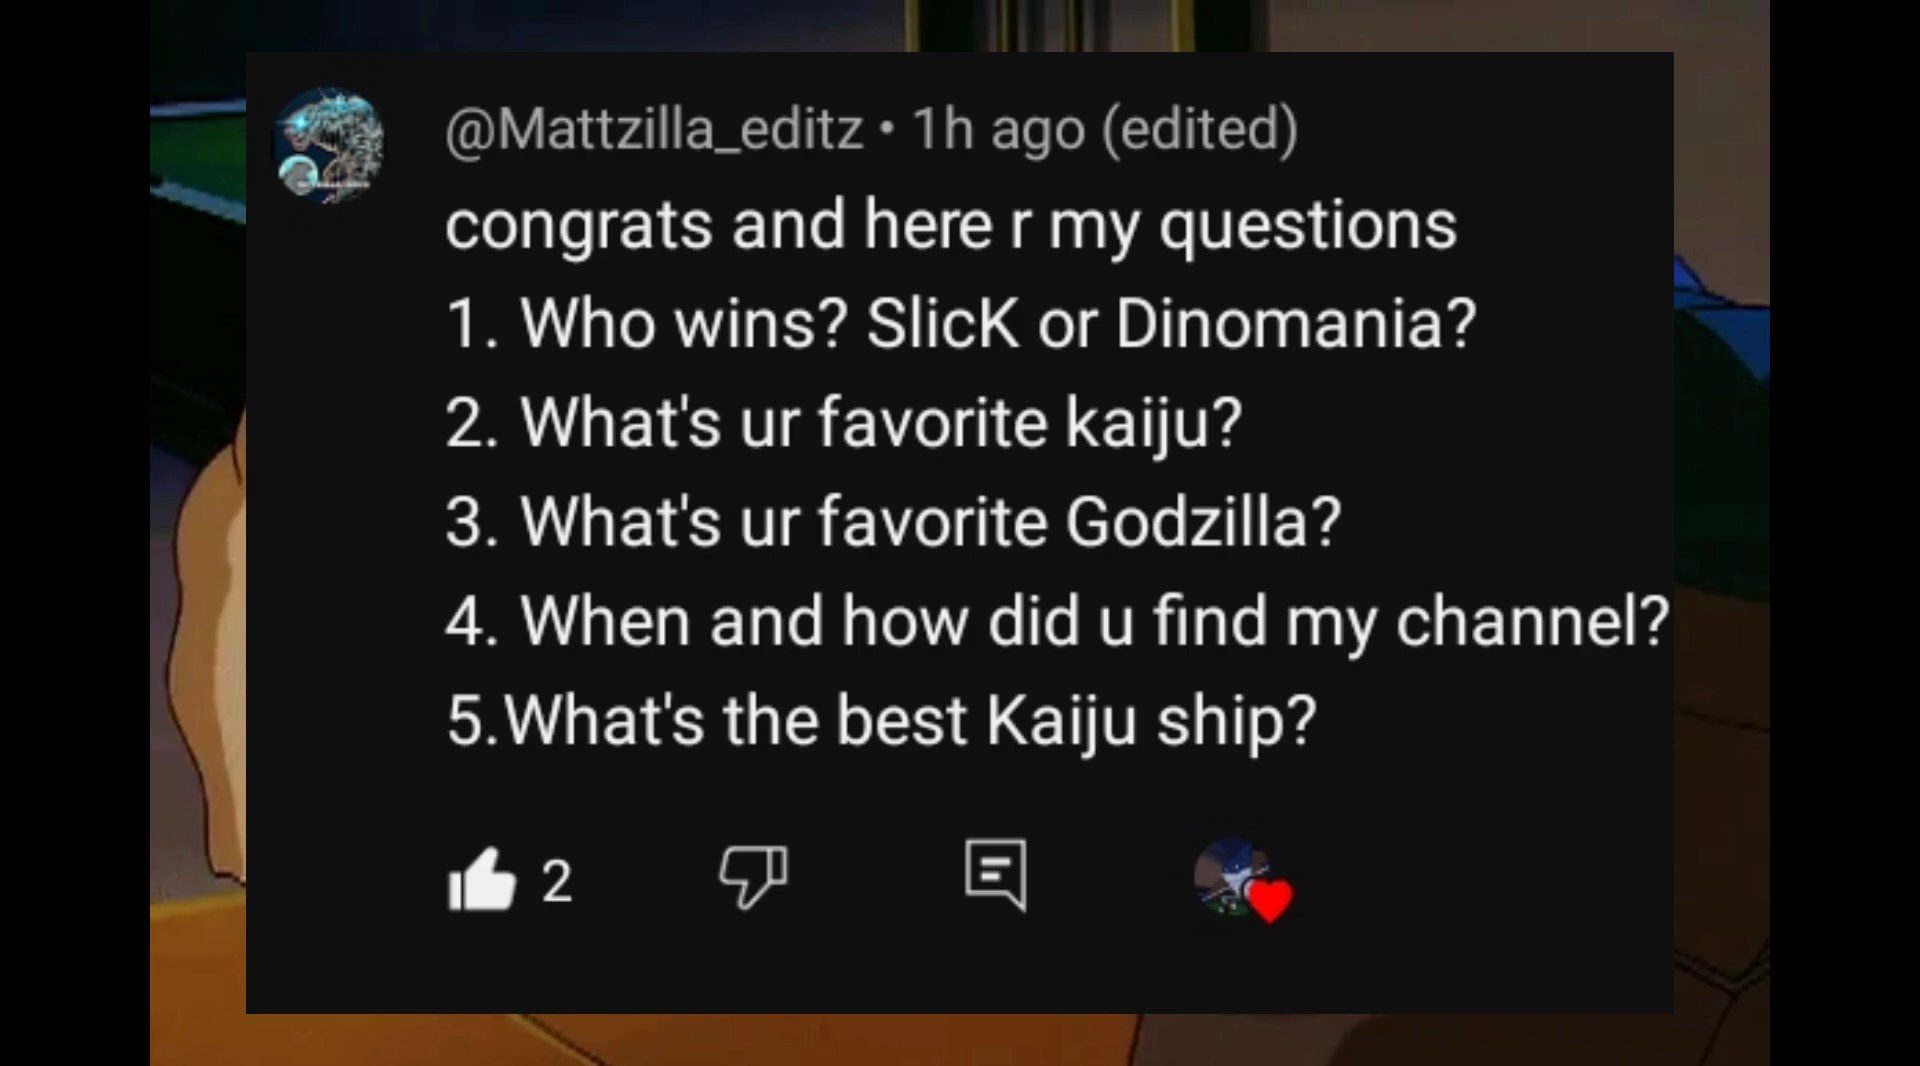 @Mattzilla_editz • 1h ago (edited)
congrats and here r my questions
1. Who wins? SlicK or Dinomania?
2. What's ur favorite kaiju?
3. What's ur favorite Godzilla?
4. When and how did u find my channel?
5.What's the best Kaiju ship?
2